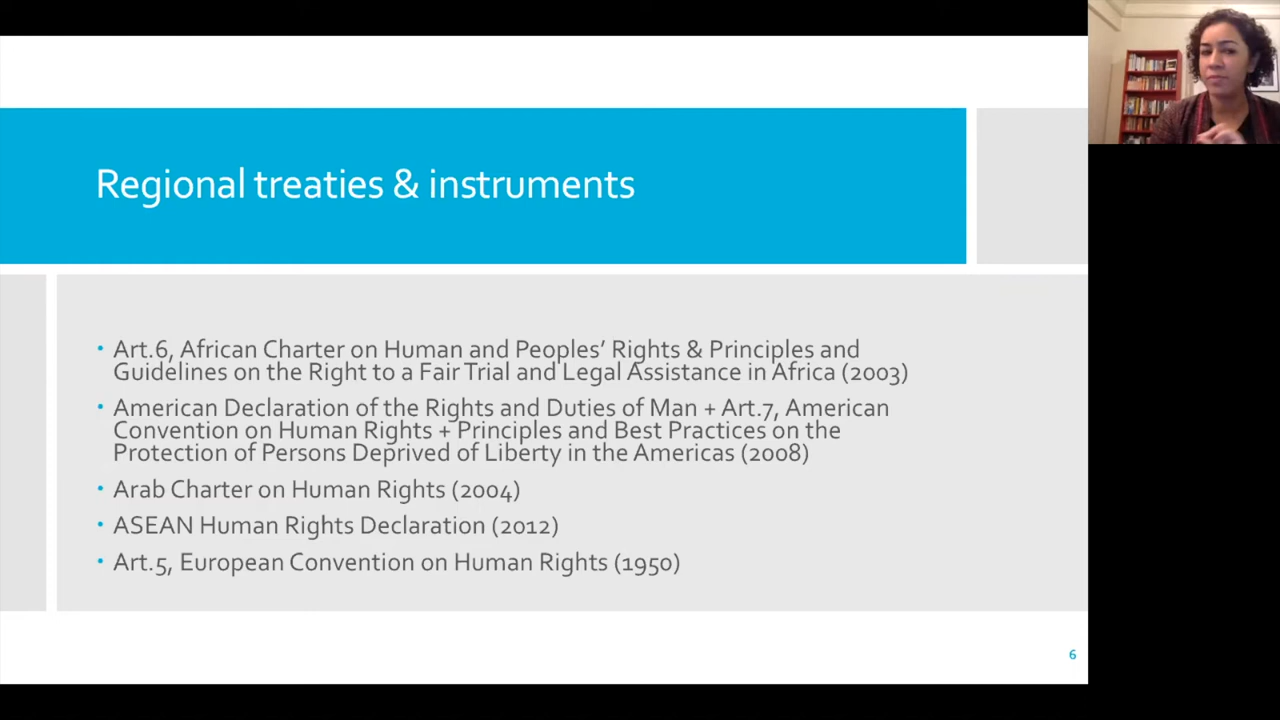 Regional treaties & instruments
• Art.6, African Charter on Human and Peoples’ Rights & Principles and
Guidelines on the Right to a Fair Trial and Legal Assistance in Africa (2003)
• American Declaration of the Rights and Duties of Man + Art.7, American
Convention on Human Rights + Principles and Best Practices on the
Protection of Persons Deprived of Liberty in the Americas (2008)
• Arab Charter on Human Rights (2004)
• ASEAN Human Rights Declaration (2012)
• Art.5, European Convention on Human Rights (1950)
6